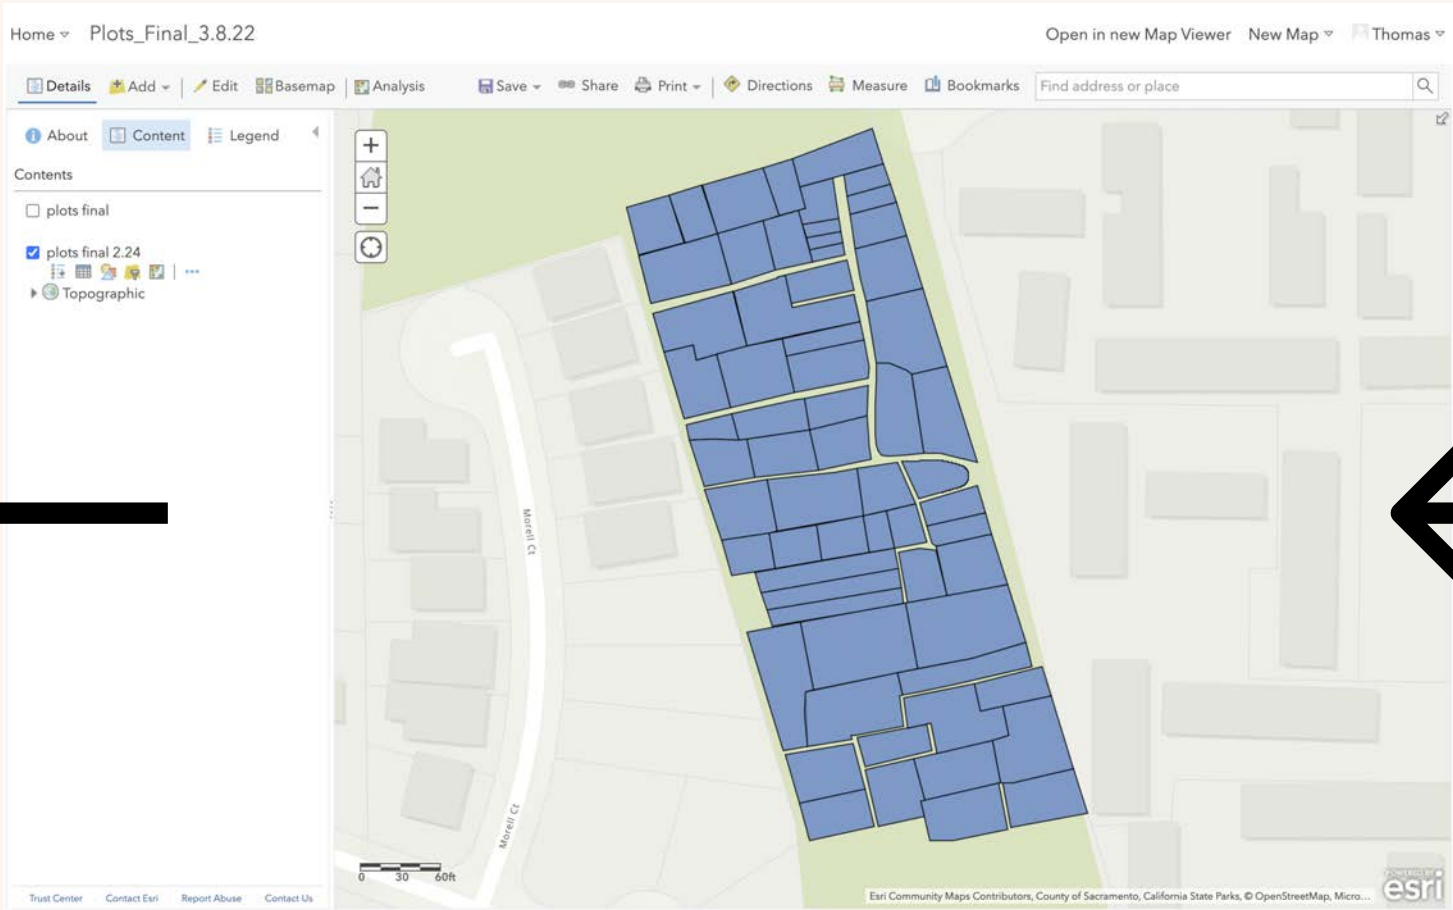 Home Plots_Final_3.8.22 Open in new Map Viewer New Map Thomas
Details Add Edit Basemap Analysis Save Share Print Directions Measure Bookmarks Find address or place
About Content Legend
Contents
plots final
plots final 2.24
Topographic
Morell Ct
Morell Ct
0 30 60ft
Trust Center Contact Esri Report Abuse Contact Us
Esri Community Maps Contributors, County of Sacramento, California State Parks, © OpenStreetMap, Micro...
POWERED BY
esri